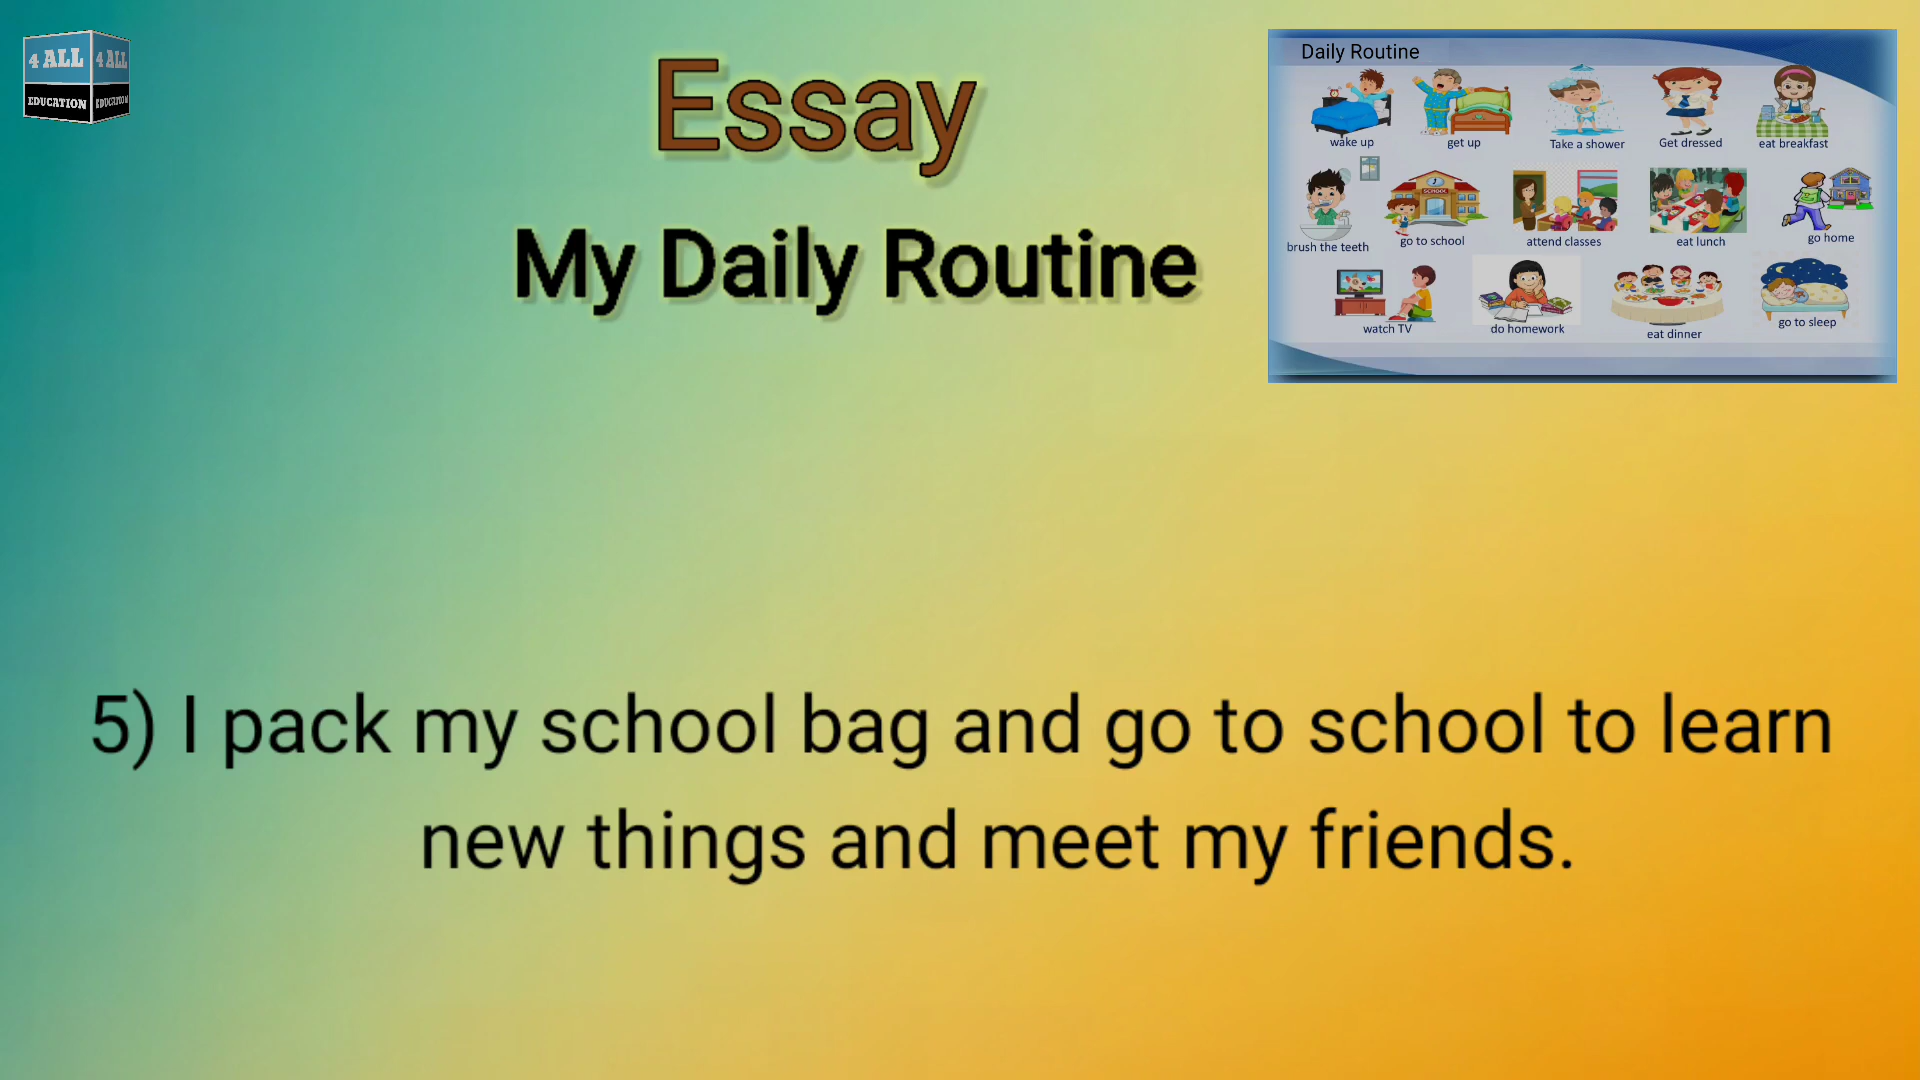 4 ALL
4 ALL
EDUCATION
EDUCATION
Essay
My Daily Routine
Daily Routine
wake up
get up
Take a shower
Get dressed
eat breakfast
SCHOOL
brush the teeth
go to school
attend classes
eat lunch
go home
watch TV
do homework
eat dinner
go to sleep
5) I pack my school bag and go to school to learn
new things and meet my friends.